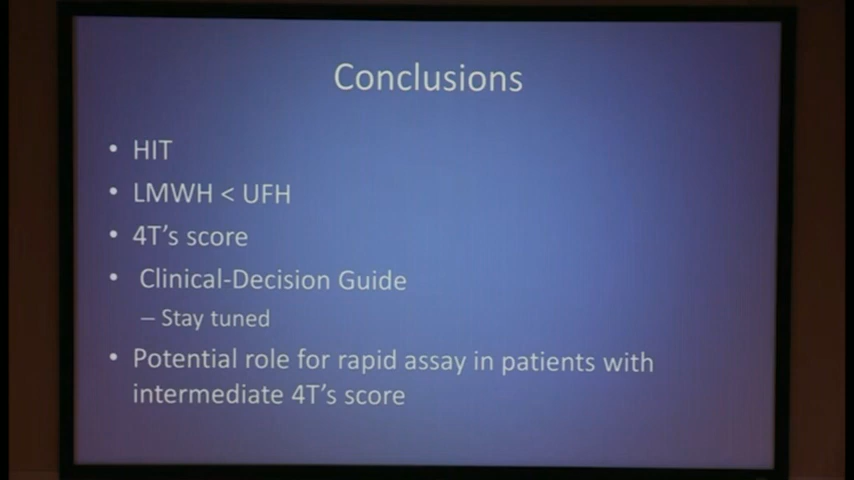 Conclusions
• HIT
• LMWH < UFH
• 4T's score
• Clinical-Decision Guide
– Stay tuned
• Potential role for rapid assay in patients with
intermediate 4T's score